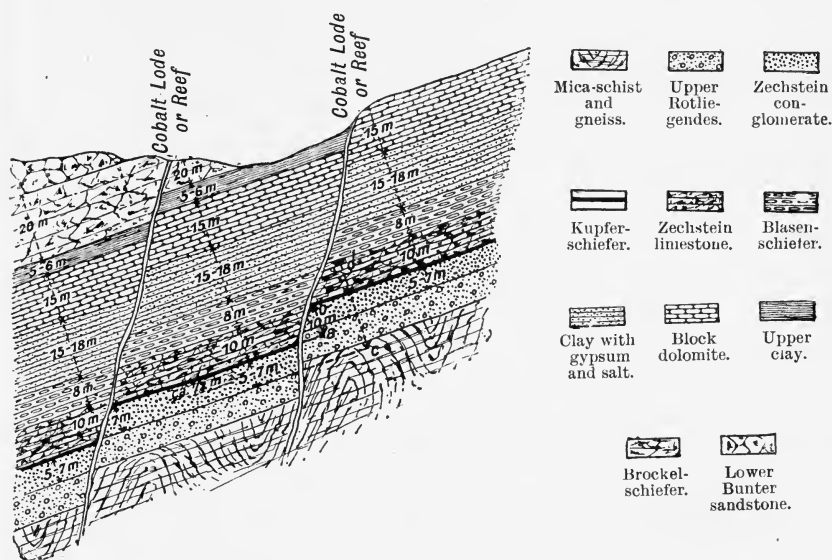 Cobalt Lode
or Reef
Cobalt Lode
or Reef
20 m
5-6 m
15 m
15-18 m
8 m
10 m
5-7 m
20 m
5-6 m
15 m
15-18 m
8 m
10 m
5-7 m
15 m
15-18 m
8 m
10 m
5-7 m
10 m
7 m
Mica-schist
and
gneiss.
Upper
Rotlie-
gendes.
Zechstein
con-
glomerate.
Kupfer-
schiefer.
Zechstein
limestone.
Blasen-
schiefer.
Clay with
gypsum
and salt.
Block
dolomite.
Upper
clay.
Brockel-
schiefer.
Lower
Bunter
sandstone.